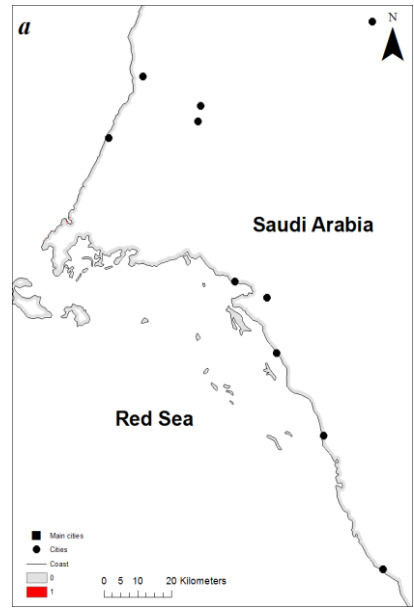 a
N
Saudi Arabia
Red Sea
Main cities
Cities
Coast
0
1
0 5 10 20 Kilometers